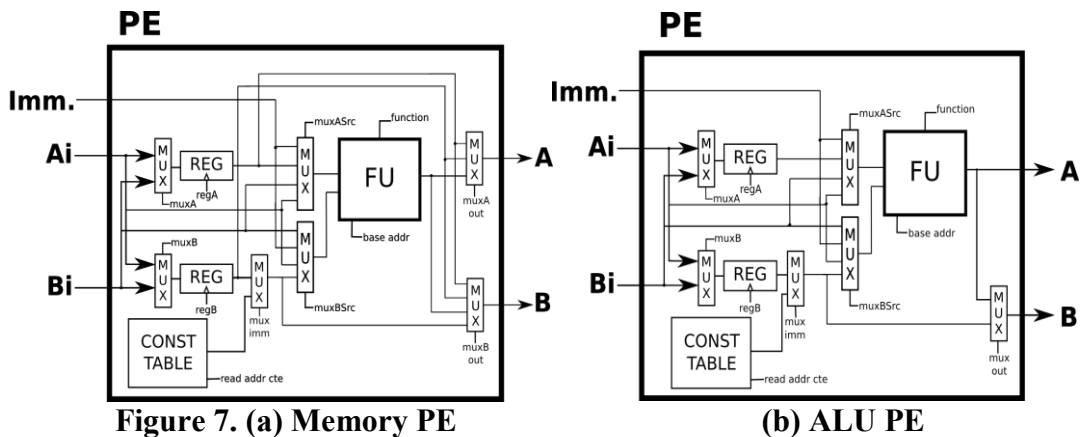 PE
Imm.
Ai
Bi
MUX
muxA
REG
regA
muxASrc
MUX
function
FU
base addr
MUX
muxA
out
A
muxB
MUX
REG
regB
MUX
mux
imm
MUX
muxBSrc
MUX
muxB
out
B
CONST
TABLE
read addr cte
Figure 7. (a) Memory PE
PE
Imm.
Ai
Bi
MUX
muxA
REG
regA
muxASrc
MUX
function
FU
base addr
A
muxB
MUX
REG
regB
MUX
mux
imm
MUX
muxBSrc
MUX
mux
out
B
CONST
TABLE
read addr cte
(b) ALU PE